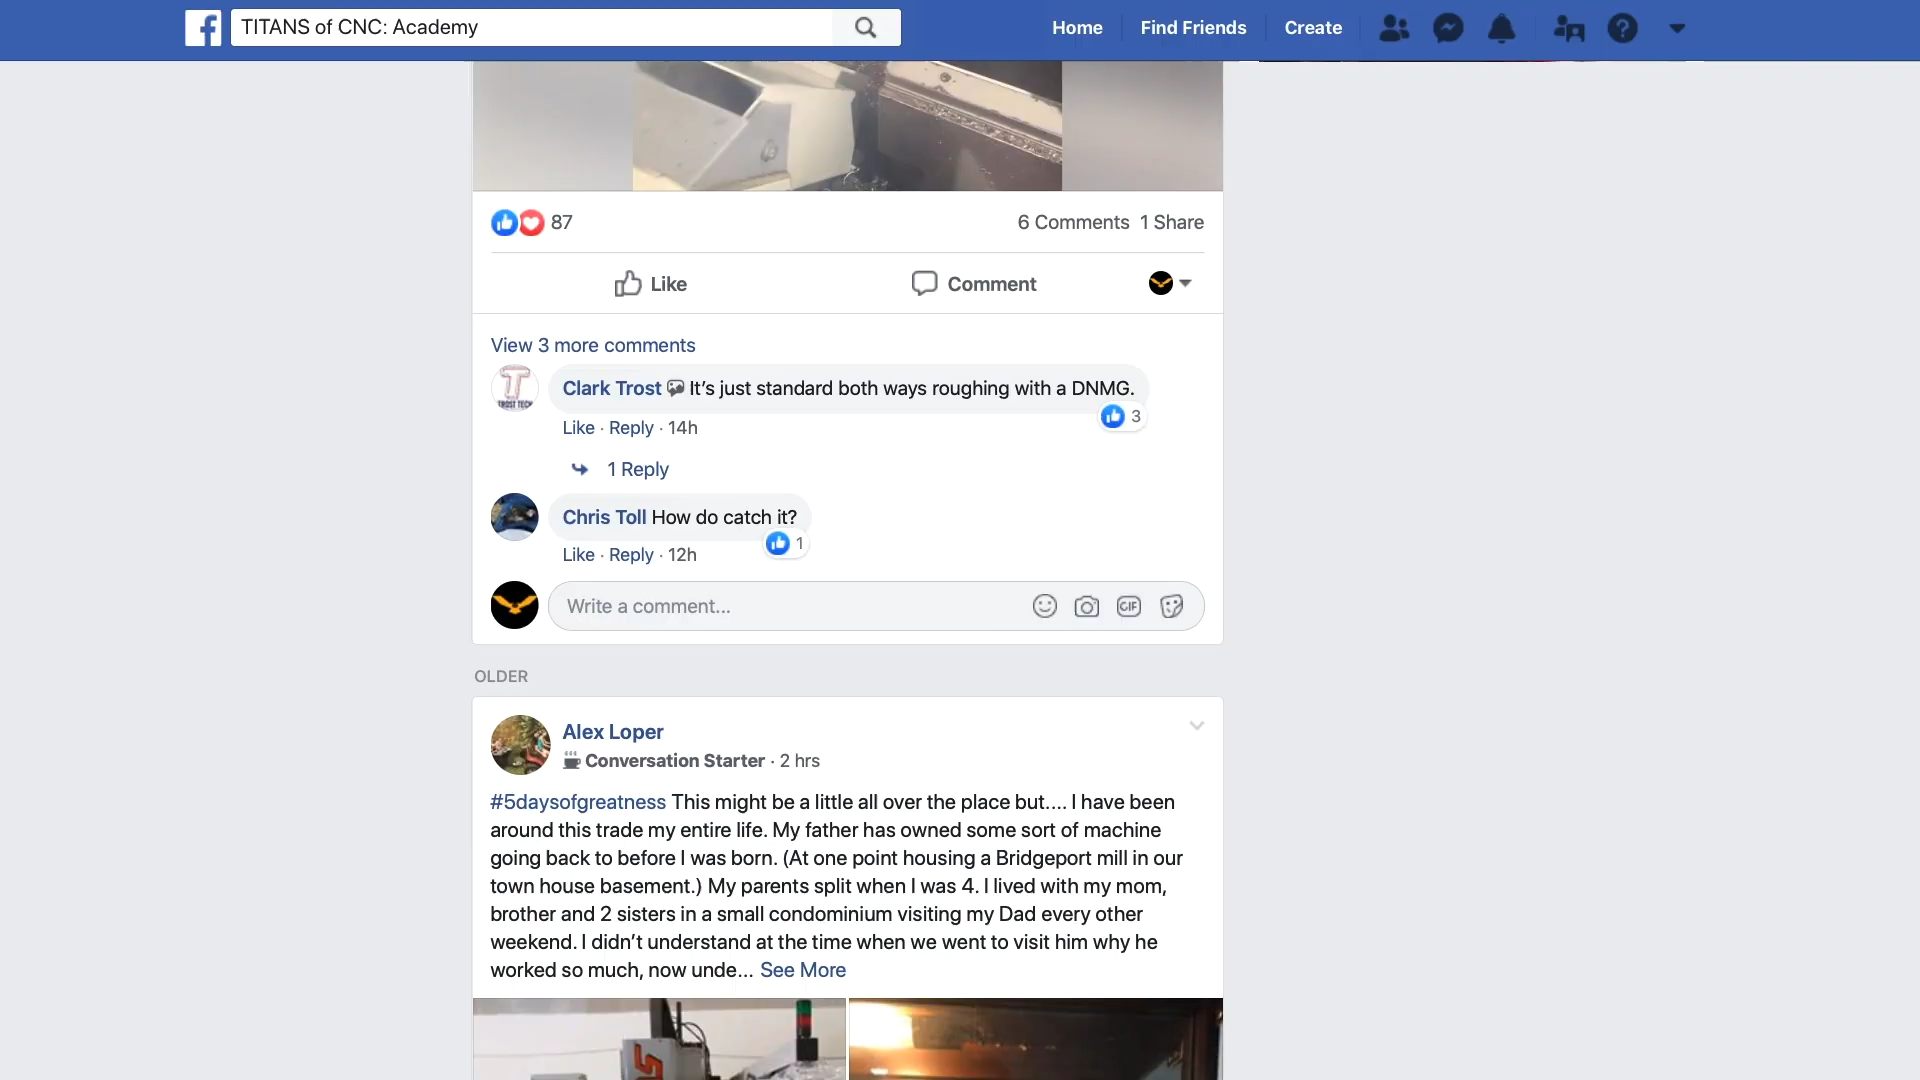 TITANS of CNC: Academy
Home
Find Friends
Create
87
6 Comments 1 Share
Like
Comment
View 3 more comments
TROST TECH
Clark Trost It’s just standard both ways roughing with a DNMG.
3
Like · Reply · 14h
1 Reply
Chris Toll How do catch it?
1
Like · Reply · 12h
Write a comment...
GIF
OLDER
Alex Loper
Conversation Starter · 2 hrs
#5daysofgreatness This might be a little all over the place but.... I have been
around this trade my entire life. My father has owned some sort of machine
going back to before I was born. (At one point housing a Bridgeport mill in our
town house basement.) My parents split when I was 4. I lived with my mom,
brother and 2 sisters in a small condominium visiting my Dad every other
weekend. I didn’t understand at the time when we went to visit him why he
worked so much, now unde... See More